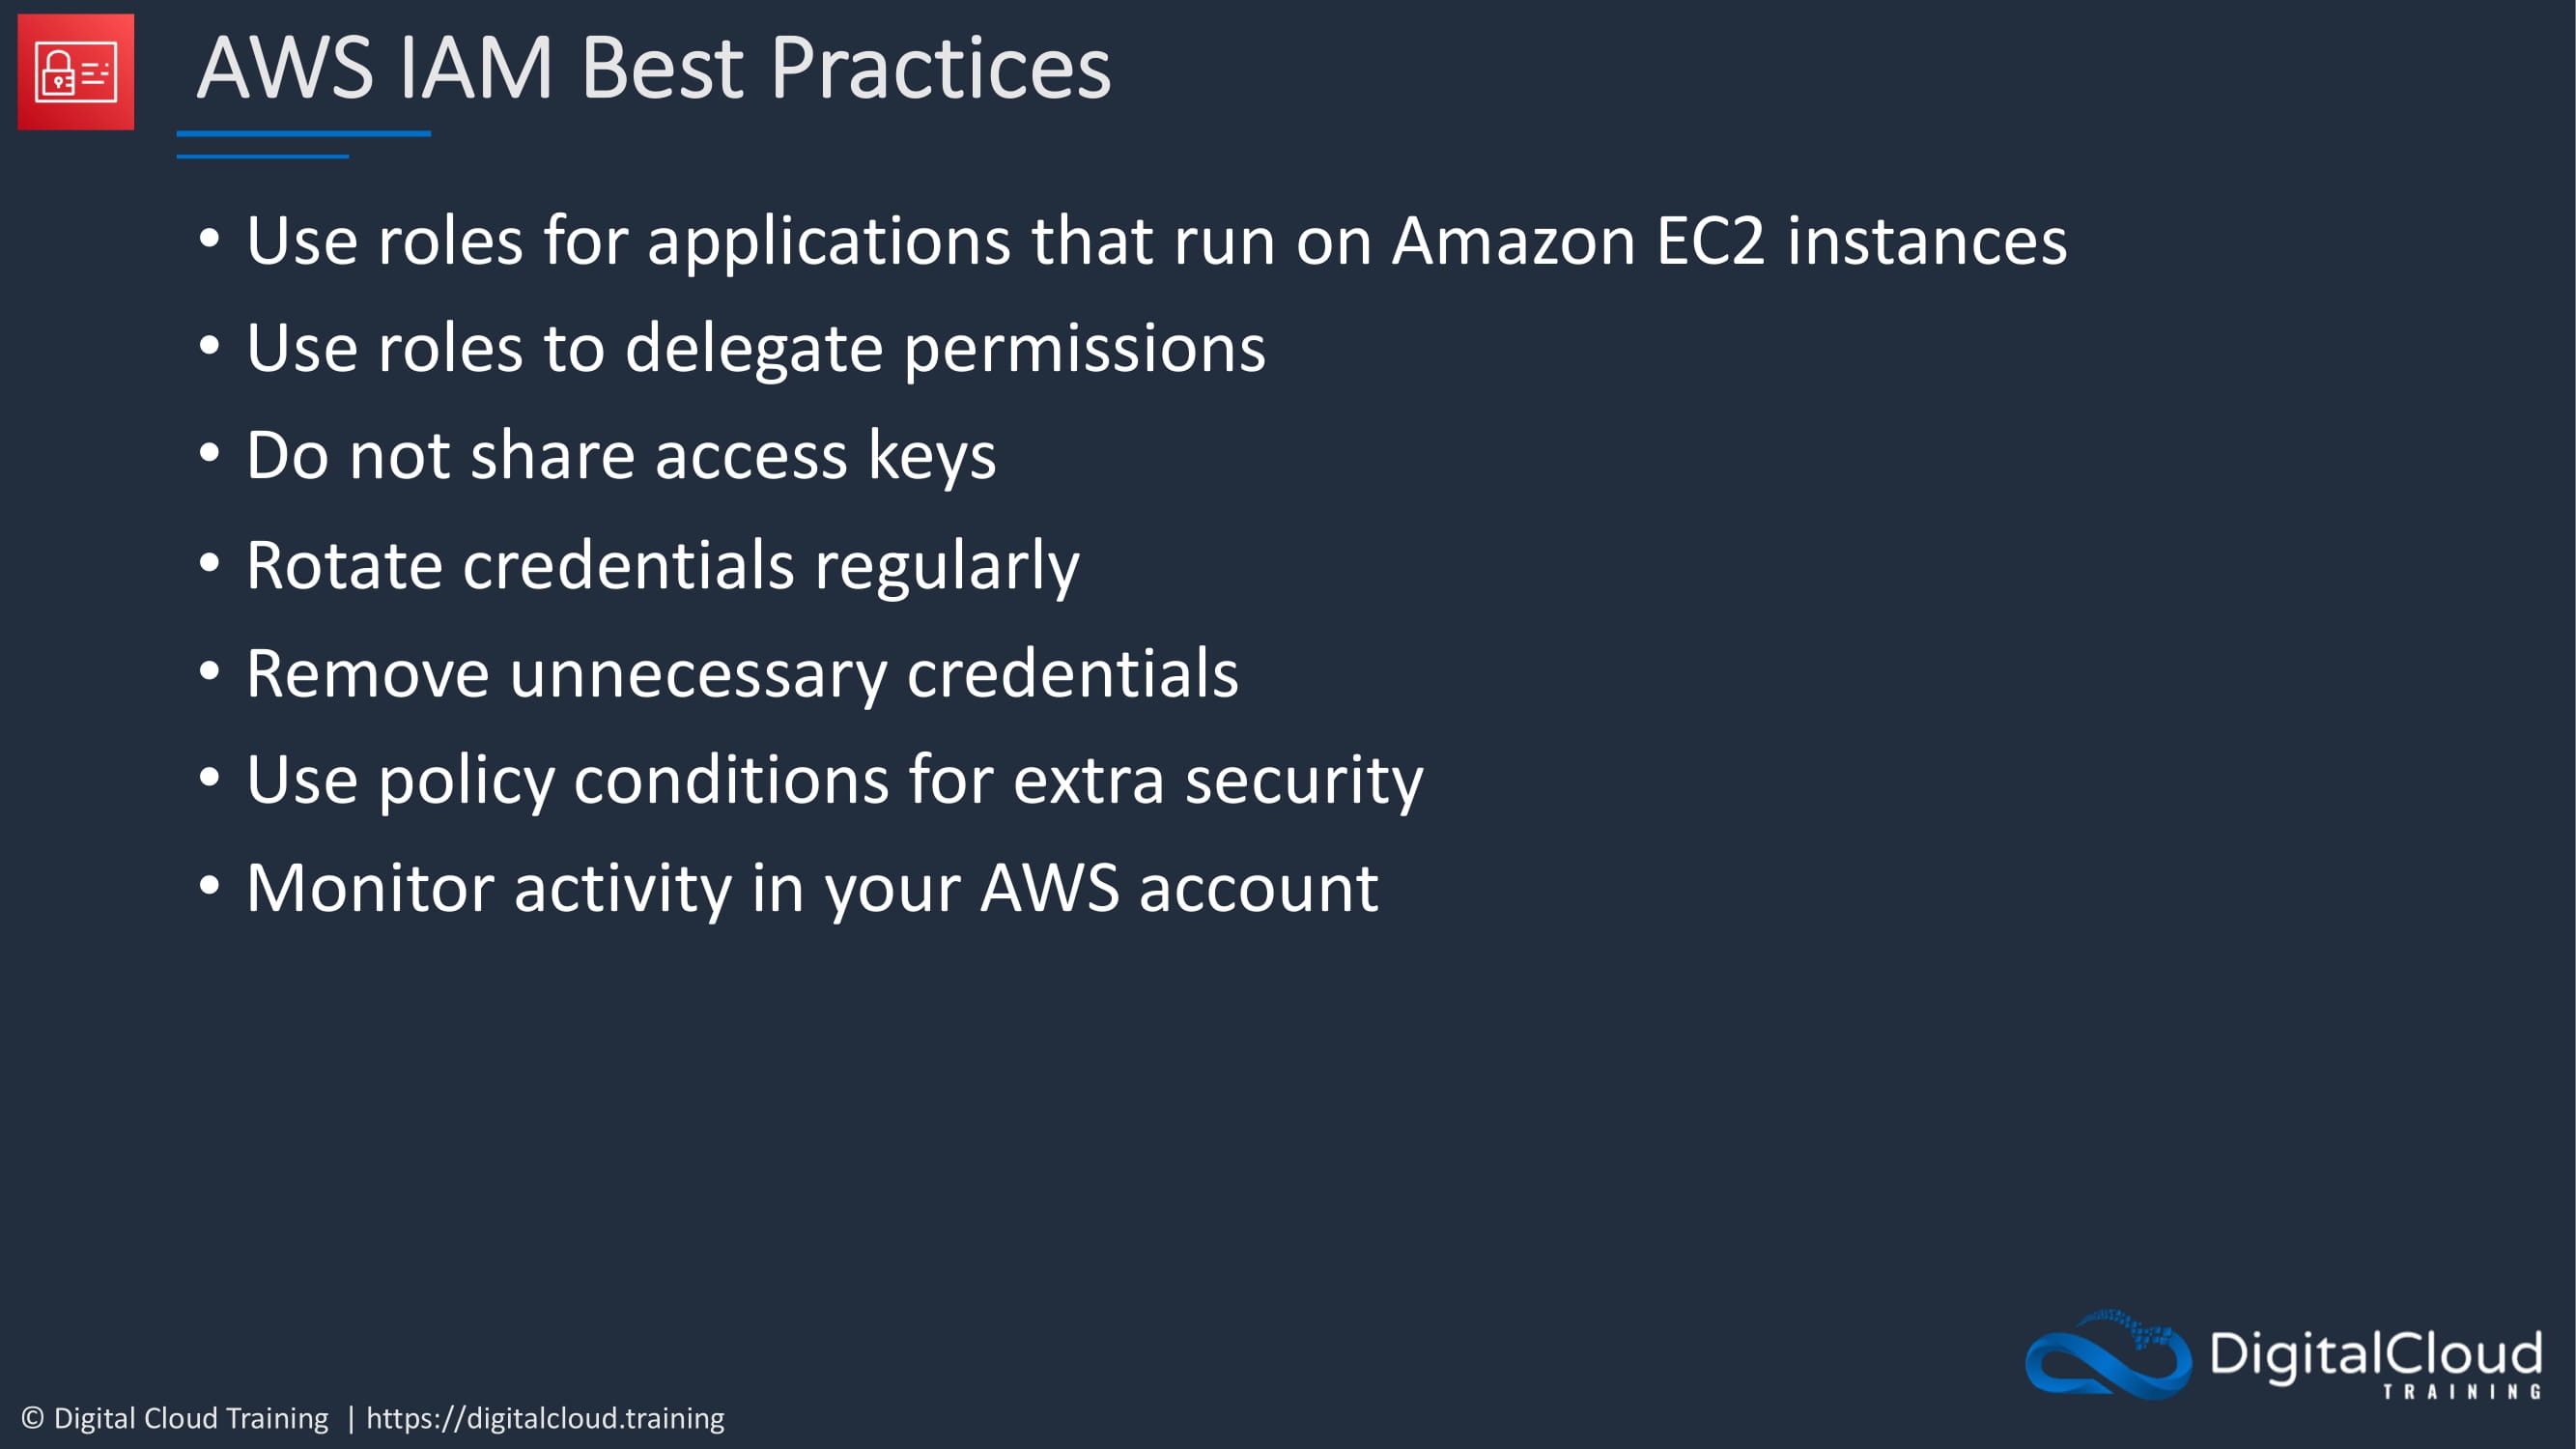 AWS IAM Best Practices
• Use roles for applications that run on Amazon EC2 instances
• Use roles to delegate permissions
• Do not share access keys
• Rotate credentials regularly
• Remove unnecessary credentials
• Use policy conditions for extra security
• Monitor activity in your AWS account
DigitalCloud
TRAINING
© Digital Cloud Training | https://digitalcloud.training